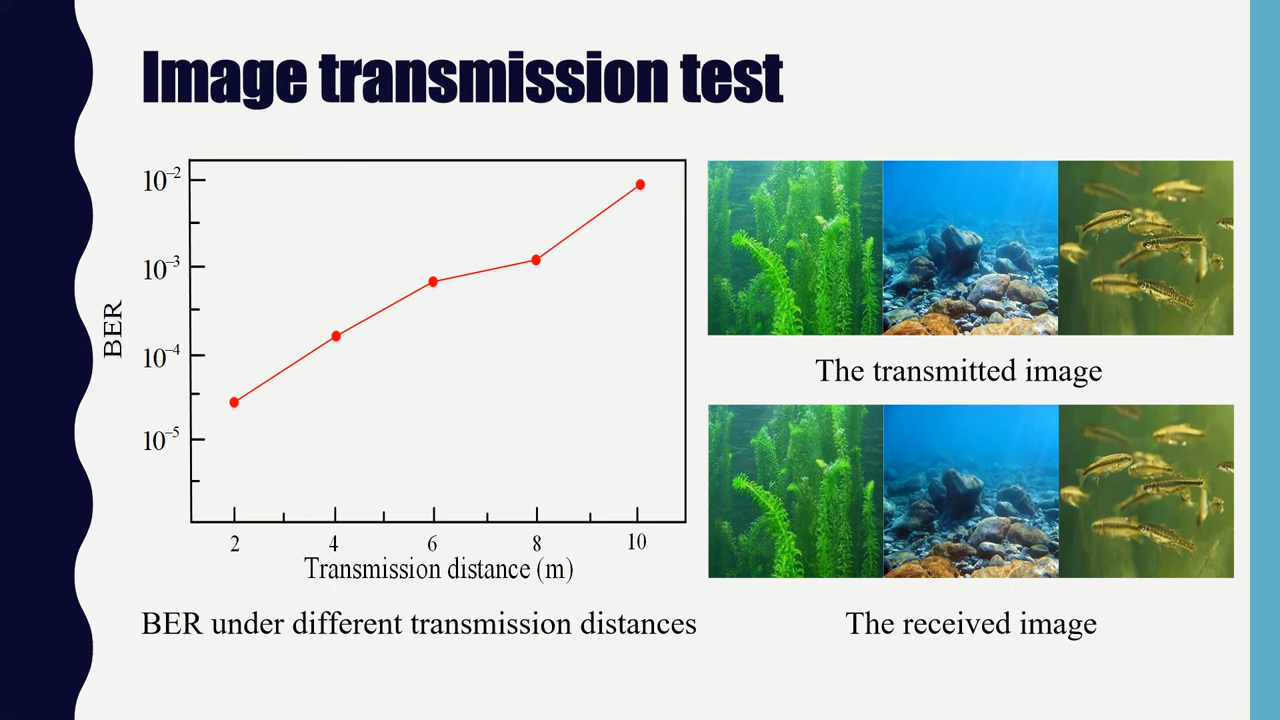 Image transmission test
10⁻²
10⁻³
10⁻⁴
10⁻⁵
BER
2 4 6 8 10
Transmission distance (m)
BER under different transmission distances
The transmitted image
The received image